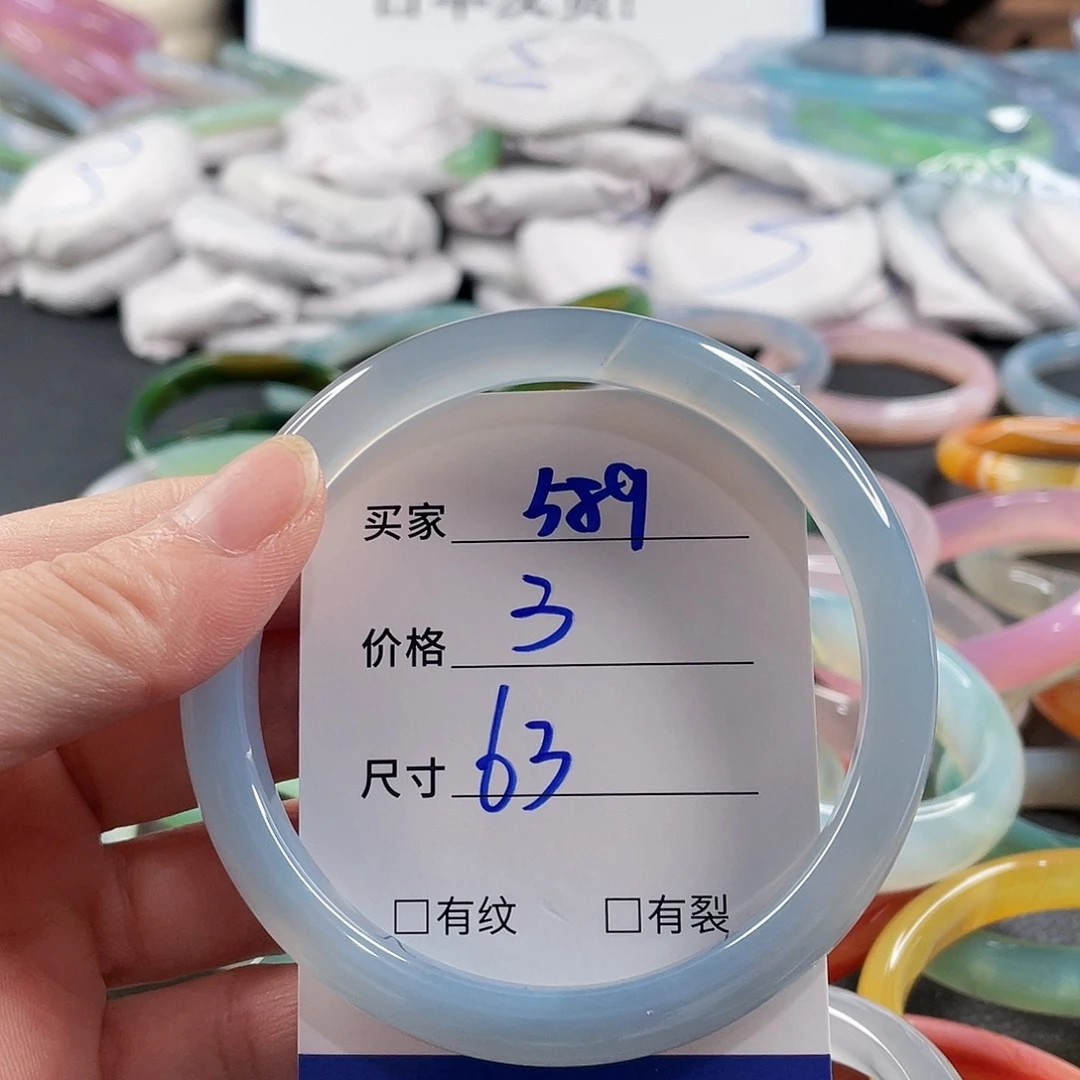 买家 589
价格 3
尺寸 63
□有纹 □有裂